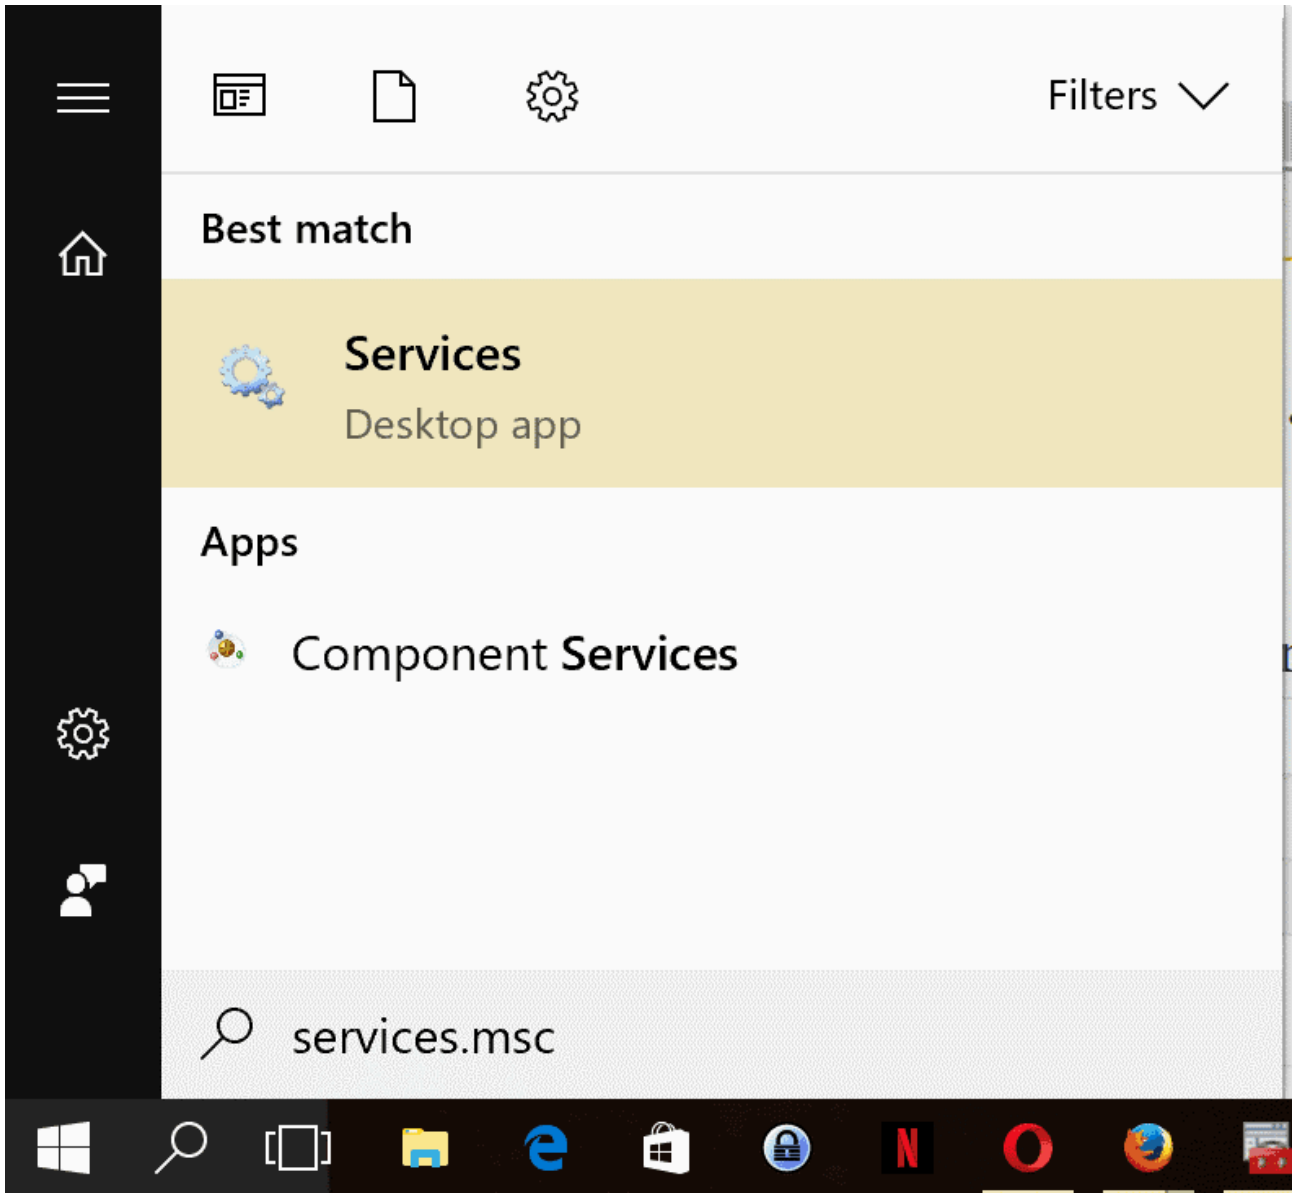 Filters
Best match
Services
Desktop app
Apps
Component Services
services.msc
N